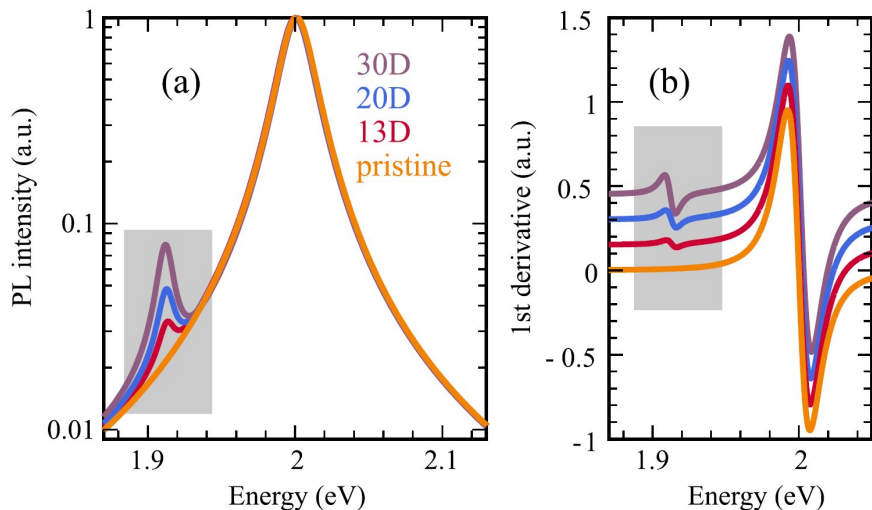 1
0.1
0.01
PL intensity (a.u.)
(a)
30D
20D
13D
pristine
1.9
2
2.1
Energy (eV)
1.5
1
0.5
0
- 0.5
-1
1st derivative (a.u.)
(b)
1.9
2
Energy (eV)